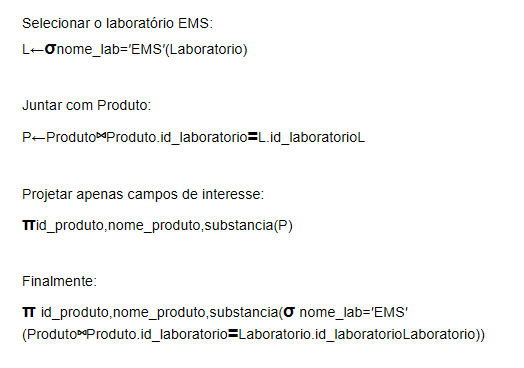 Selecionar o laboratório EMS:
L←σnome_lab='EMS'(Laboratorio)
Juntar com Produto:
P←Produto⋈Produto.id_laboratorio=L.id_laboratorioL
Projetar apenas campos de interesse:
πid_produto,nome_produto,substancia(P)
Finalmente:
π id_produto,nome_produto,substancia(σ nome_lab='EMS'
(Produto⋈Produto.id_laboratorio=Laboratorio.id_laboratorioLaboratorio))